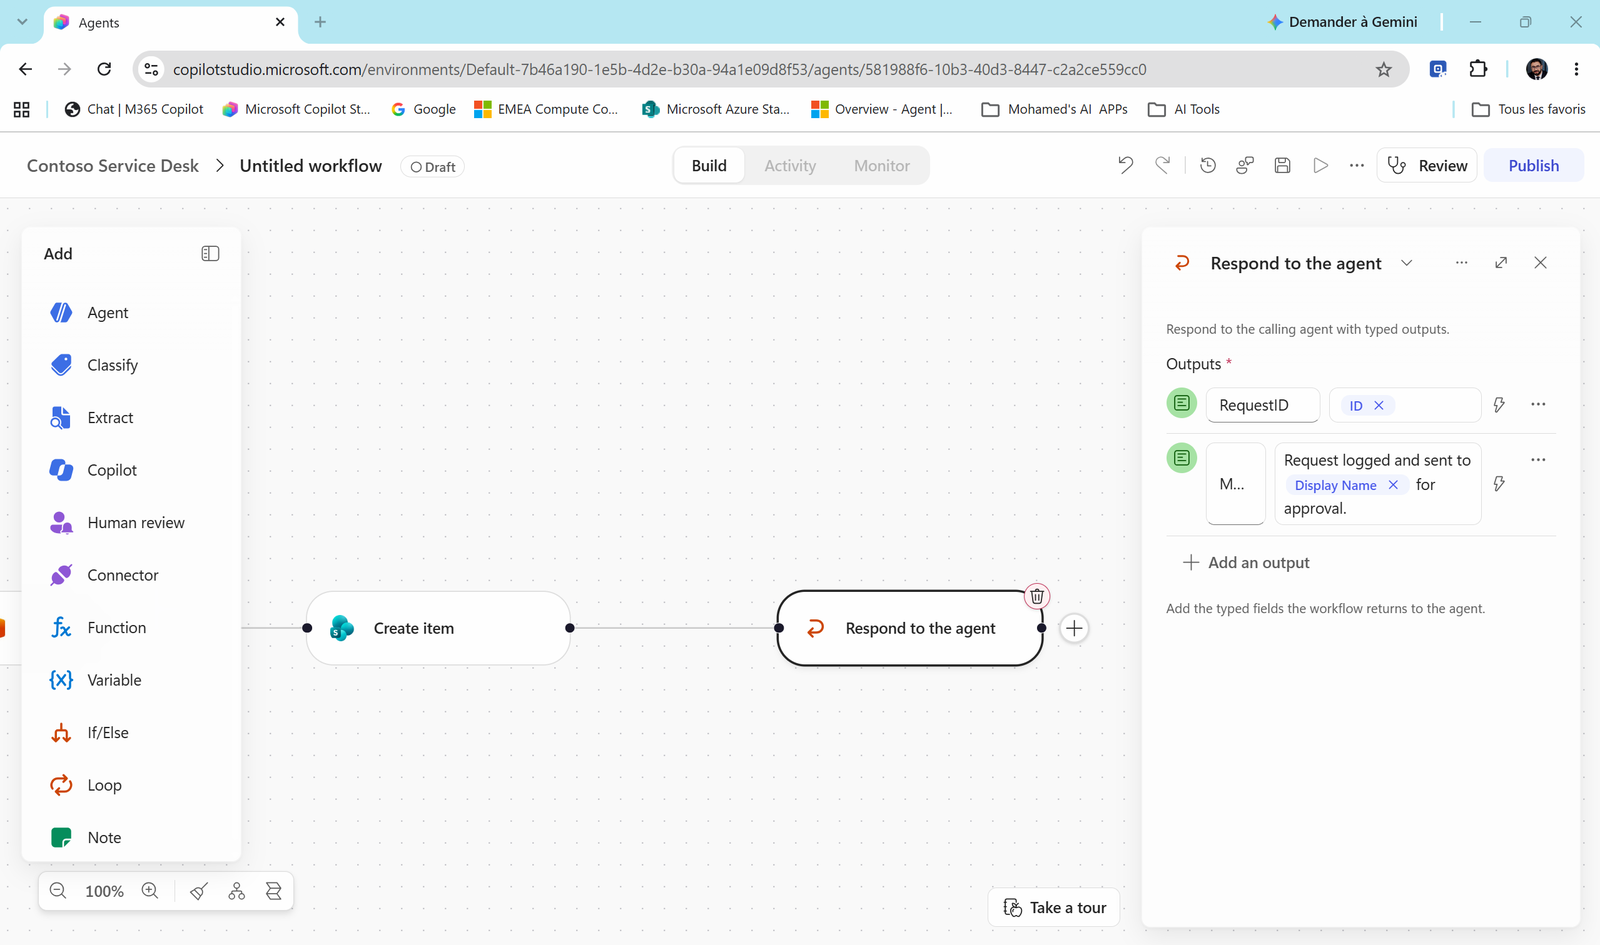 Agents
Demander à Gemini
copilotstudio.microsoft.com/environments/Default-7b46a190-1e5b-4d2e-b30a-94a1e09d8f53/agents/581988f6-10b3-40d3-8447-c2a2ce559cc0
Chat | M365 Copilot
Microsoft Copilot St...
Google
EMEA Compute Co...
Microsoft Azure Sta...
Overview - Agent |...
Mohamed's AI APPs
AI Tools
Tous les favoris
Contoso Service Desk
Untitled workflow
Draft
Build
Activity
Monitor
Review
Publish
Add
Agent
Classify
Extract
Copilot
Human review
Connector
Function
Variable
If/Else
Loop
Note
100%
Create item
Respond to the agent
Take a tour
Respond to the agent
Respond to the calling agent with typed outputs.
Outputs *
RequestID
ID
M...
Request logged and sent to
Display Name for
approval.
Add an output
Add the typed fields the workflow returns to the agent.